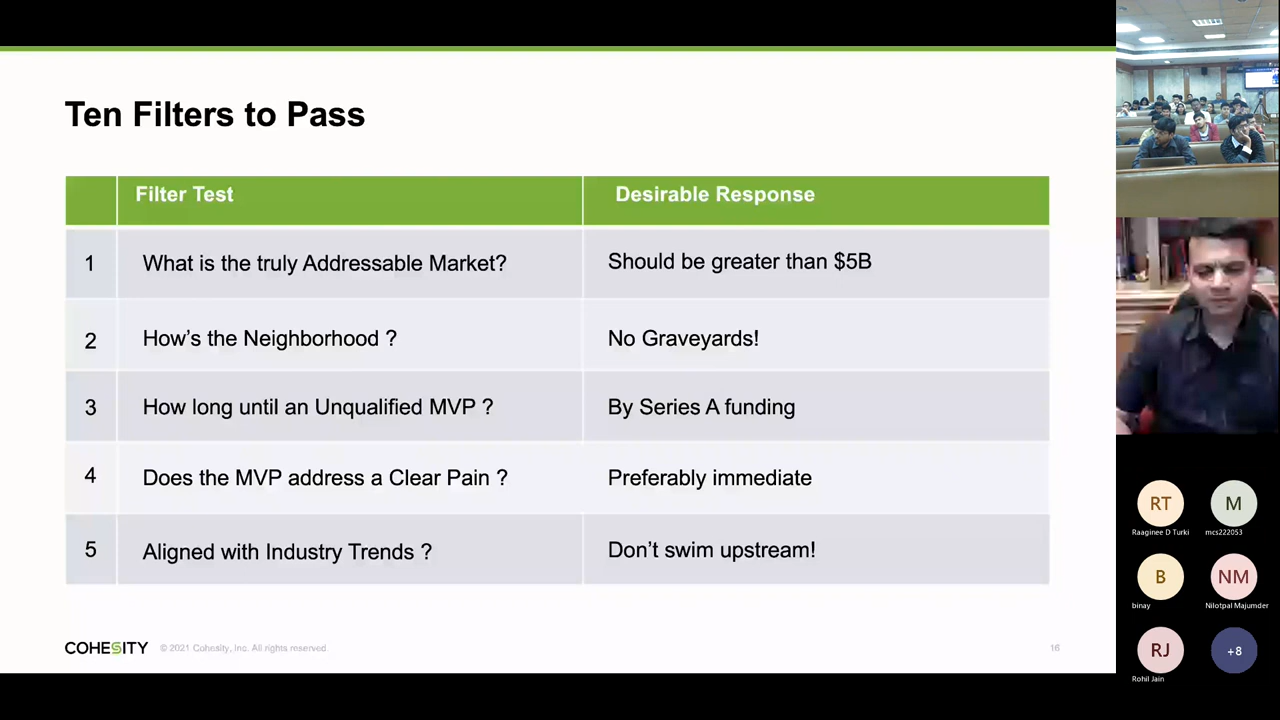 Ten Filters to Pass
Filter Test Desirable Response
1 What is the truly Addressable Market? Should be greater than $5B
2 How's the Neighborhood ? No Graveyards!
3 How long until an Unqualified MVP ? By Series A funding
4 Does the MVP address a Clear Pain ? Preferably immediate
5 Aligned with Industry Trends ? Don't swim upstream!
COHESITY © 2021 Cohesity, Inc. All rights reserved. 16
RT M
Raaginee D Turki mcs222053
B NM
binay Nilotpal Majumder
RJ +8
Rohil Jain